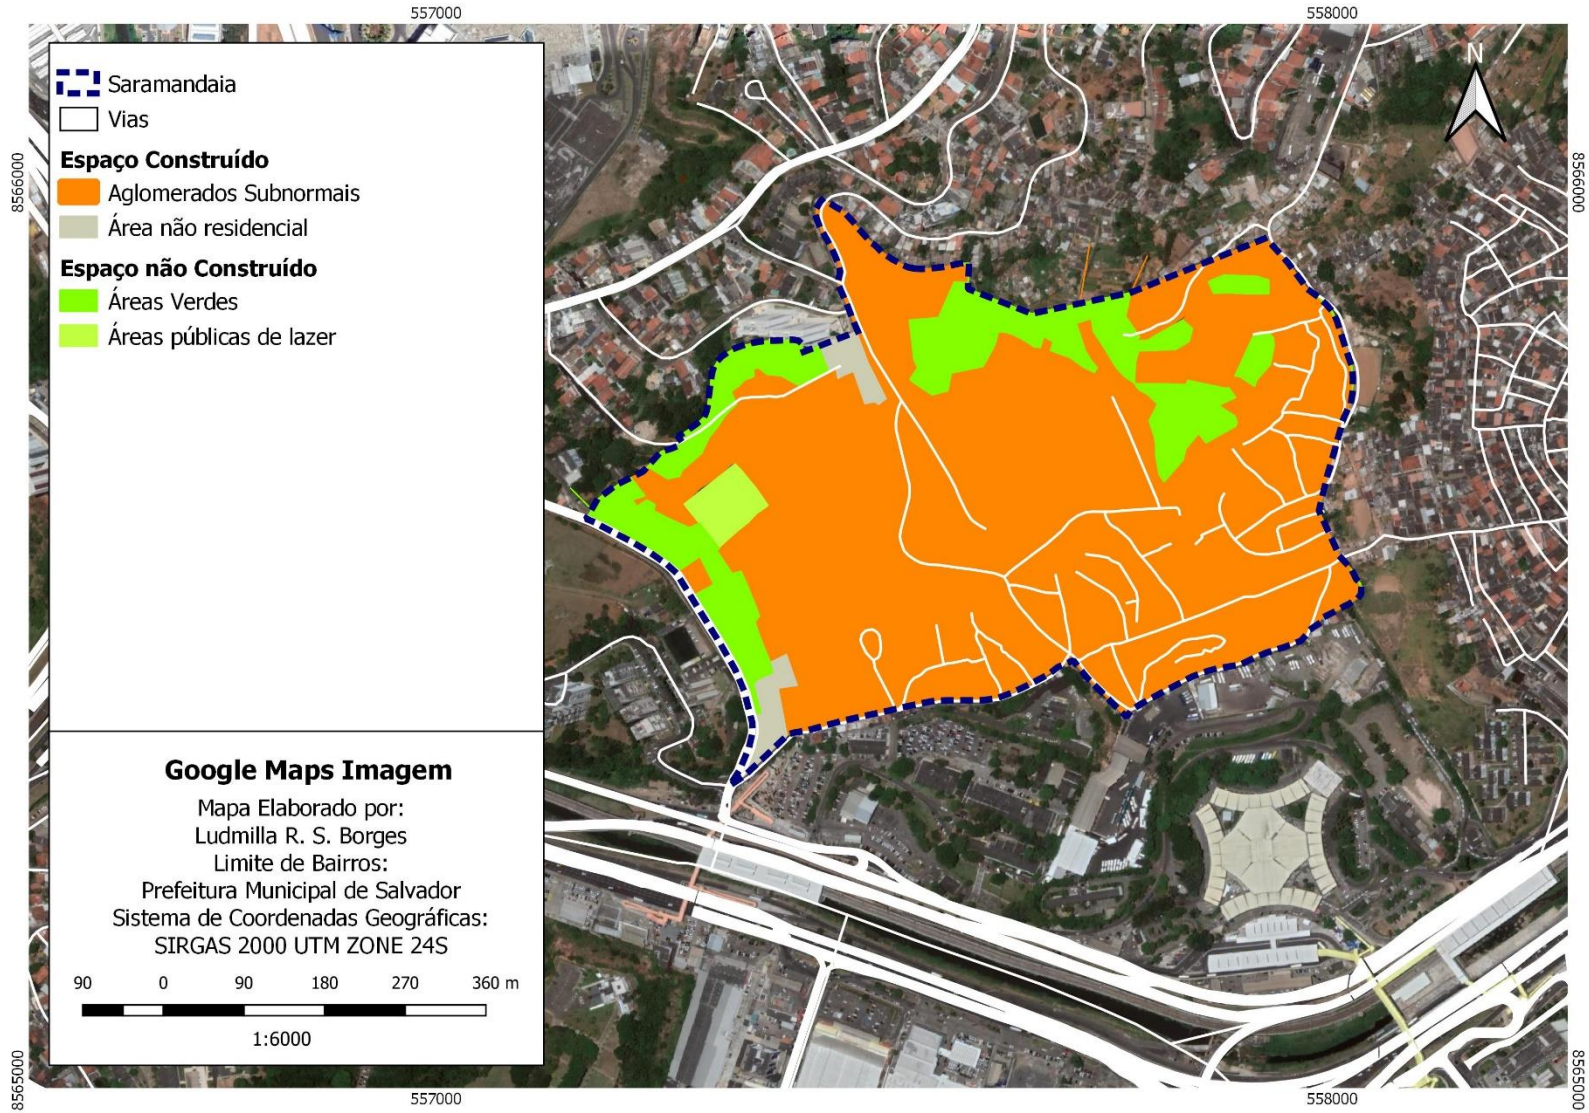 557000
558000
N
8566000
8566000
Saramandaia
Vias
Espaço Construído
Aglomerados Subnormais
Área não residencial
Espaço não Construído
Áreas Verdes
Áreas públicas de lazer
Google Maps Imagem
Mapa Elaborado por:
Ludmilla R. S. Borges
Limite de Bairros:
Prefeitura Municipal de Salvador
Sistema de Coordenadas Geográficas:
SIRGAS 2000 UTM ZONE 24S
90 0 90 180 270 360 m
1:6000
8565000
8565000
557000
558000